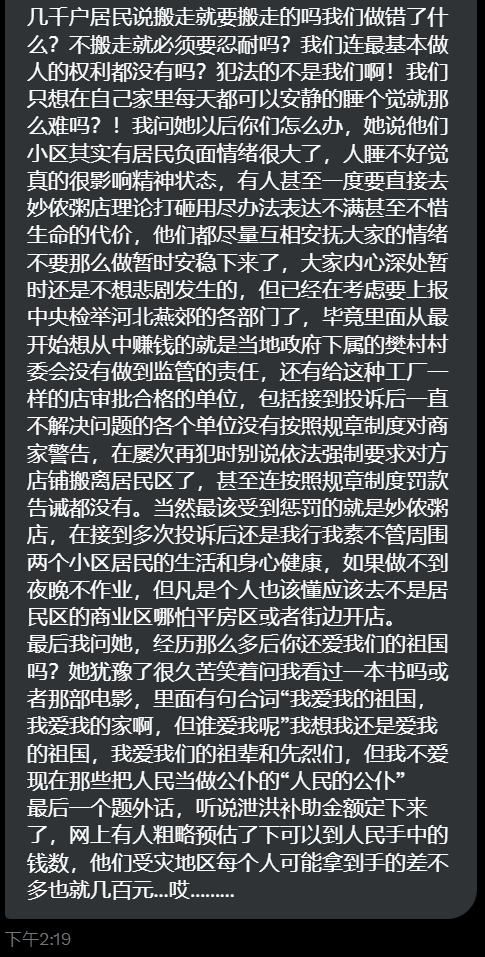 几千户居民说搬走就要搬走的吗我们做错了什
么？不搬走就必须要忍耐吗？我们连最基本做
人的权利都没有吗？犯法的不是我们啊！我们
只想在自己家里每天都可以安静的睡个觉就那
么难吗？！我问她以后你们怎么办，她说他们
小区其实有居民负面情绪很大了，人睡不好觉
真的很影响精神状态，有人甚至一度要直接去
妙侬粥店理论打砸用尽办法表达不满甚至不惜
生命的代价，他们都尽量互相安抚大家的情绪
不要那么做暂时安稳下来了，大家内心深处暂
时还是不想悲剧发生的，但已经在考虑要上报
中央检举河北燕郊的各部门了，毕竟里面从最
开始想从中赚钱的就是当地政府下属的樊村村
委会没有做到监管的责任，还有给这种工厂一
样的店审批合格的单位，包括接到投诉后一直
不解决问题的各个单位没有按照规章制度对商
家警告，在屡次再犯时别说依法强制要求对方
店铺搬离居民区了，甚至连按照规章制度罚款
告诫都没有。当然最该受到惩罚的就是妙侬粥
店，在接到多次投诉后还是我行我素不管周围
两个小区居民的生活和身心健康，如果做不到
夜晚不作业，但凡是个人也该懂应该去不是居
民区的商业区哪怕平房区或者街边开店。
最后我问她，经历那么多后你还爱我们的祖国
吗？她犹豫了很久苦笑着问我看过一本书吗或
者那部电影，里面有句台词“我爱我的祖国，
我爱我的家啊，但谁爱我呢”我想我还是爱我
的祖国，我爱我们的祖辈和先烈们，但我不爱
现在那些把人民当做公仆的“人民的公仆”
最后一个题外话，听说泄洪补助金额定下来
了，网上有人粗略预估了下可以到人民手中的
钱数，他们受灾地区每个人可能拿到手的差不
多也就几百元...哎.........
下午2:19